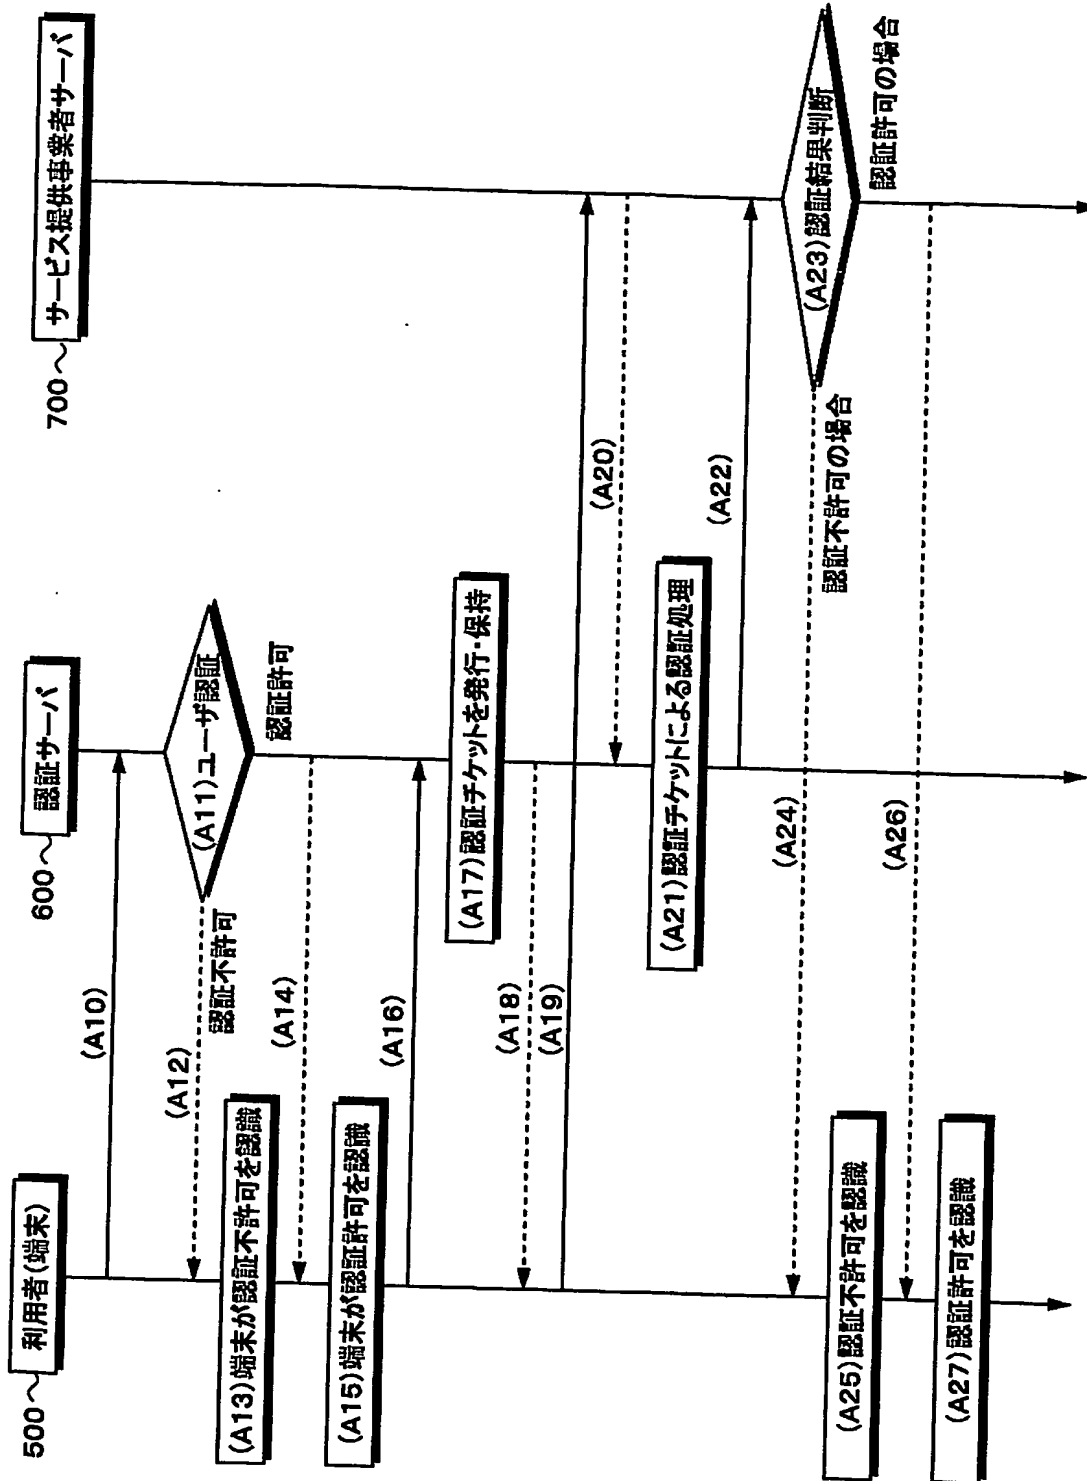 500 利用者(端末)
600 認証サーバ
700 サービス提供事業者サーバ
(A10)
(A11)ユーザ認証
認証不許可
認証許可
(A12)
(A13)端末が認証不許可を認識
(A14)
(A15)端末が認証許可を認識
(A16)
(A17)認証チケットを発行・保持
(A18)
(A19)
(A20)
(A21)認証チケットによる認証処理
(A22)
(A23)認証結果判断
認証不許可の場合
認証許可の場合
(A24)
(A25)認証不許可を認識
(A26)
(A27)認証許可を認識